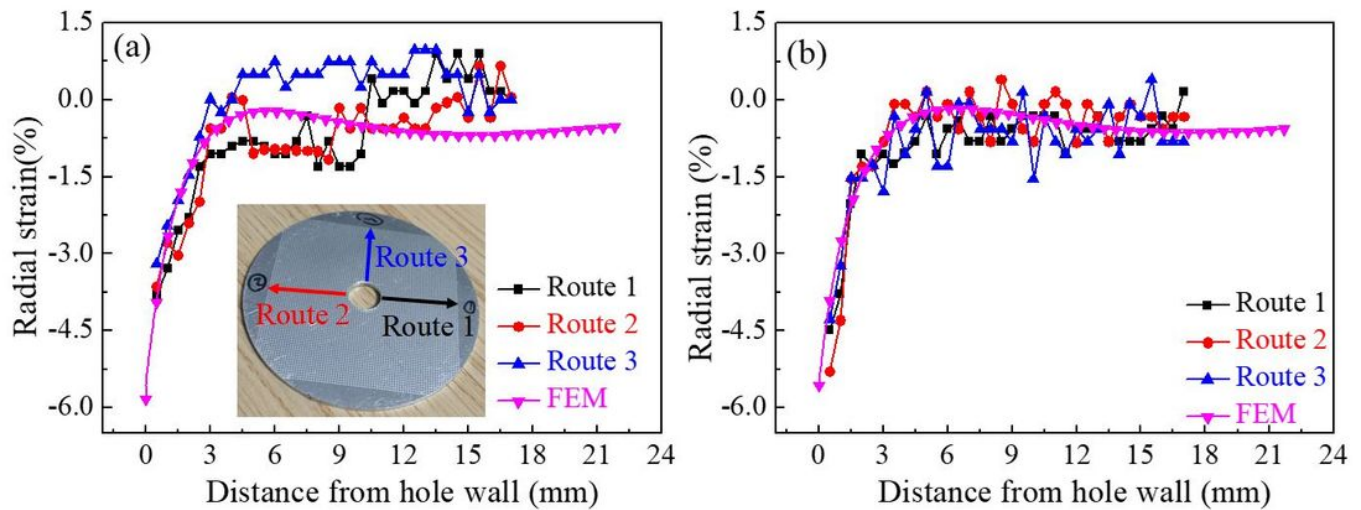 (a)
Radial strain(%)
1.5
0.0
-1.5
-3.0
-4.5
-6.0
Route 3
Route 2
Route 1
Route 1
Route 2
Route 3
FEM
0 3 6 9 12 15 18 21 24
Distance from hole wall (mm)
(b)
Radial strain (%)
1.5
0.0
-1.5
-3.0
-4.5
-6.0
Route 1
Route 2
Route 3
FEM
0 3 6 9 12 15 18 21 24
Distance from hole wall (mm)